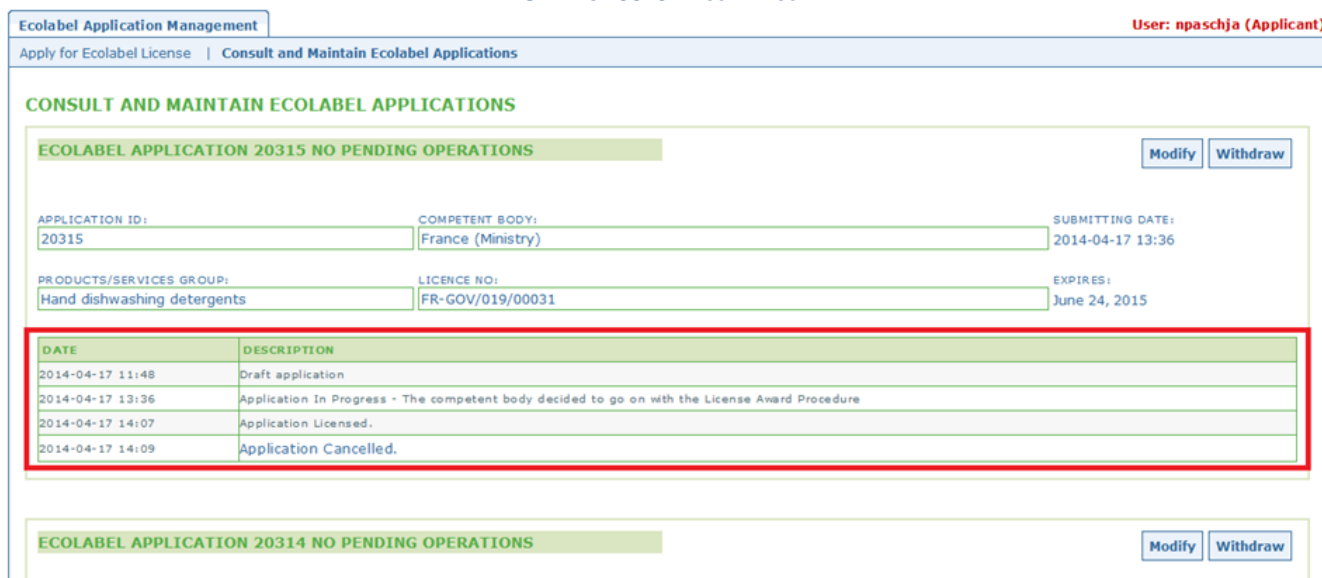 Ecolabel Application Management
User: npaschja (Applicant)
Apply for Ecolabel License | Consult and Maintain Ecolabel Applications
CONSULT AND MAINTAIN ECOLABEL APPLICATIONS
ECOLABEL APPLICATION 20315 NO PENDING OPERATIONS
Modify Withdraw
APPLICATION ID: COMPETENT BODY: SUBMITTING DATE:
20315 France (Ministry) 2014-04-17 13:36
PRODUCTS/SERVICES GROUP: LICENCE NO: EXPIRES:
Hand dishwashing detergents FR-GOV/019/00031 June 24, 2015
DATE DESCRIPTION
2014-04-17 11:48 Draft application
2014-04-17 13:36 Application In Progress - The competent body decided to go on with the License Award Procedure
2014-04-17 14:07 Application Licensed.
2014-04-17 14:09 Application Cancelled.
ECOLABEL APPLICATION 20314 NO PENDING OPERATIONS
Modify Withdraw